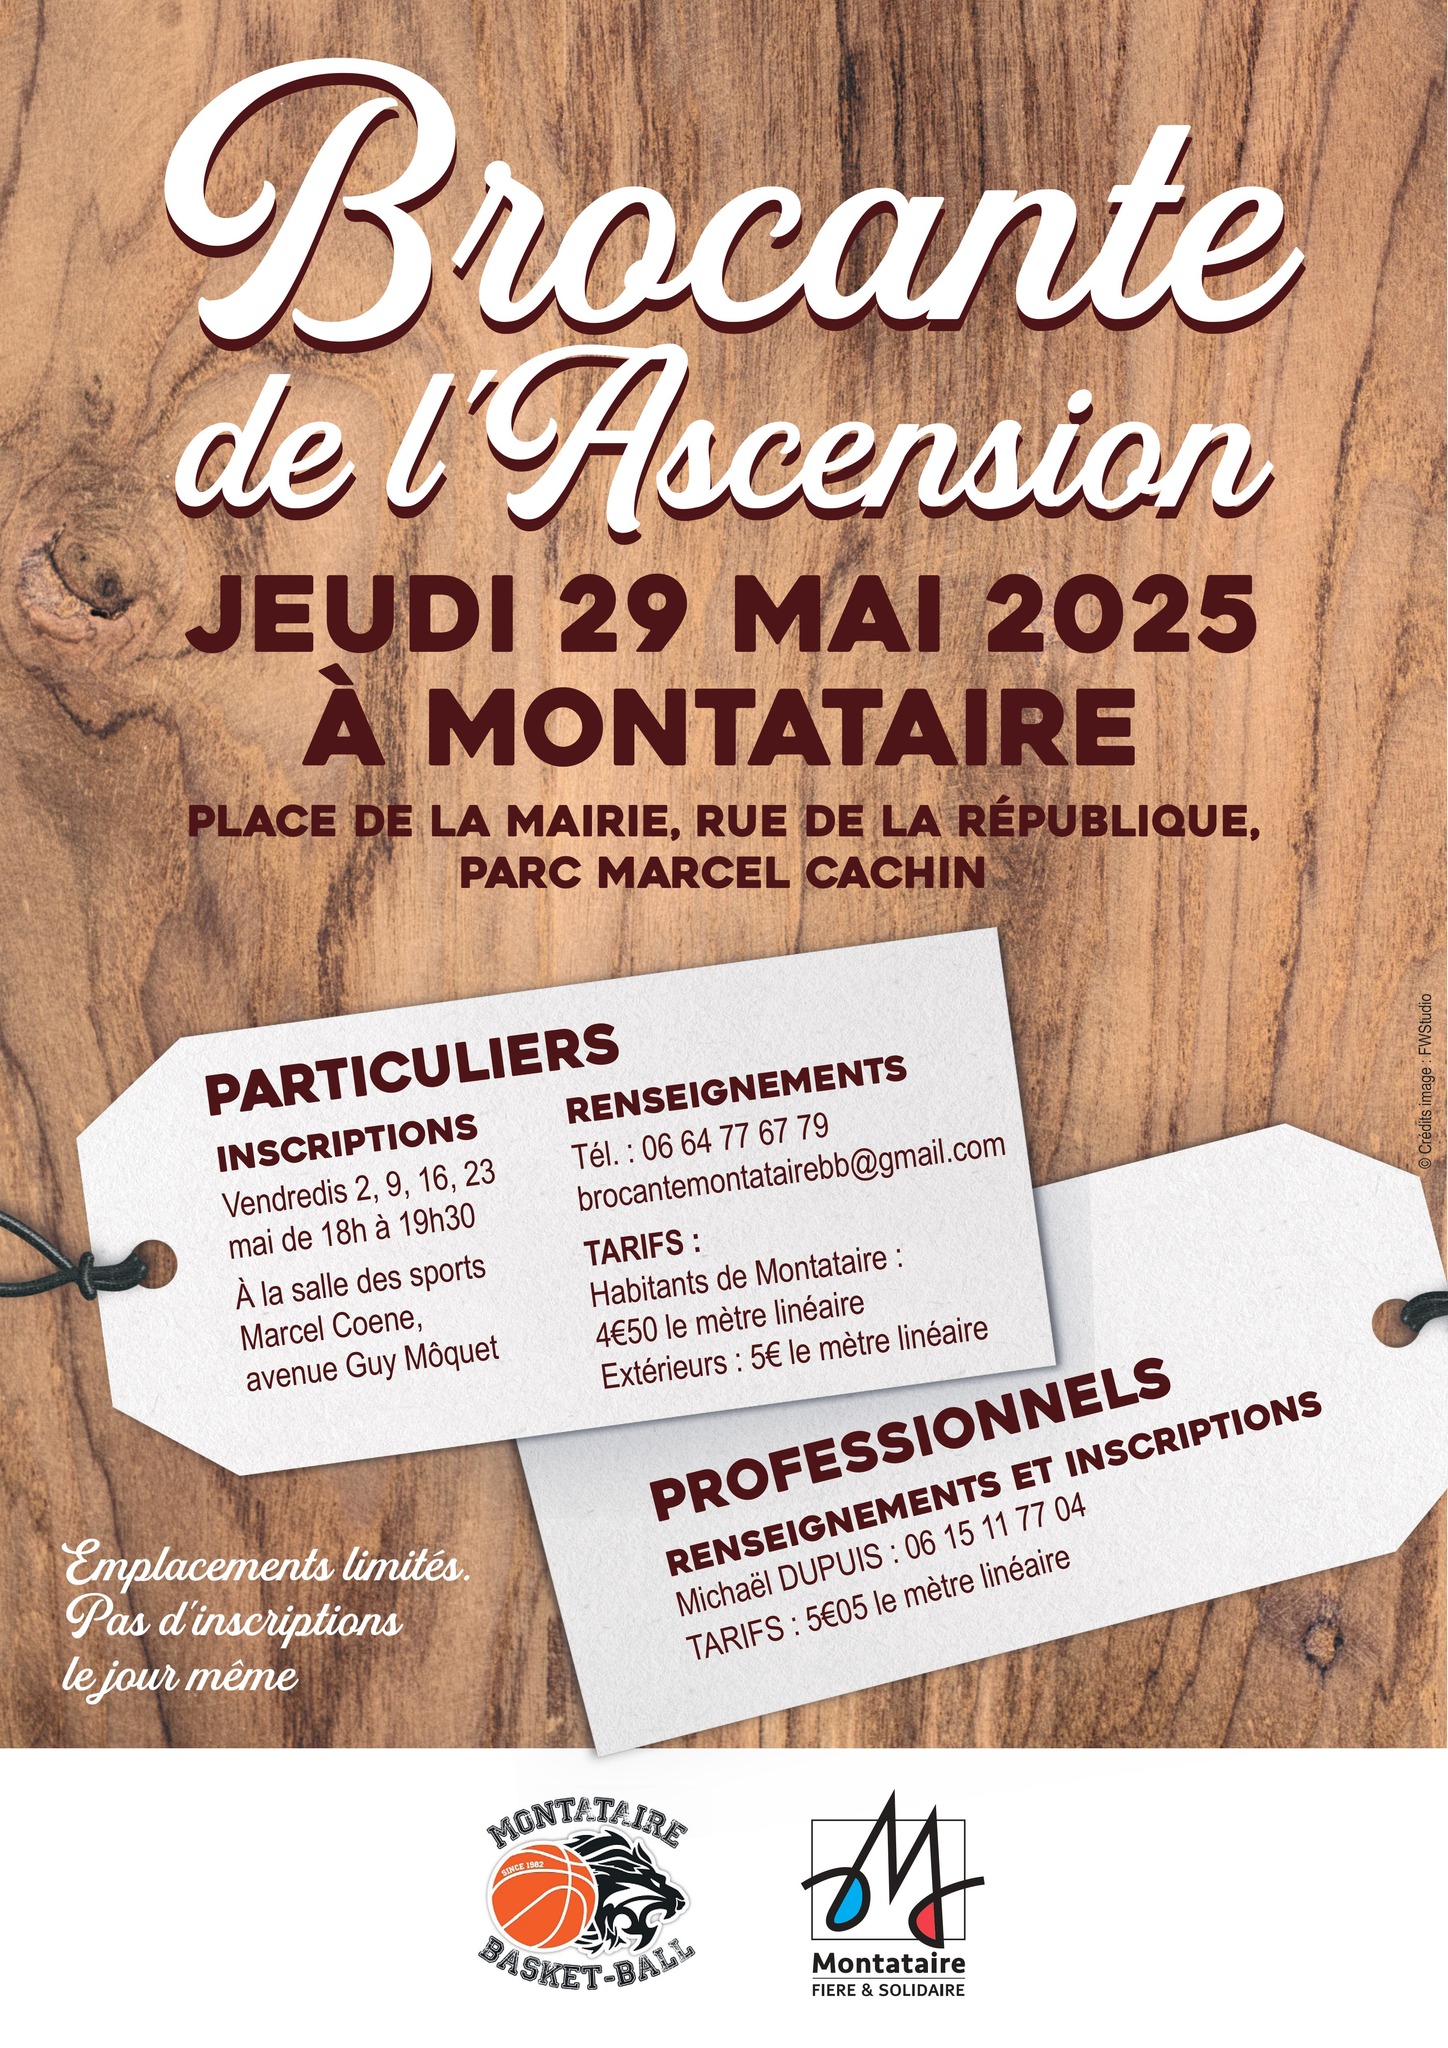 Brocante
de l'Ascension
JEUDI 29 MAI 2025
À MONTATAIRE
PLACE DE LA MAIRIE, RUE DE LA RÉPUBLIQUE,
PARC MARCEL CACHIN
PARTICULIERS
INSCRIPTIONS
Vendredis 2, 9, 16, 23
mai de 18h à 19h30
À la salle des sports
Marcel Coene,
avenue Guy Môquet
RENSEIGNEMENTS
Tél. : 06 64 77 67 79
brocantemontatairebb@gmail.com
TARIFS :
Habitants de Montataire :
4€50 le mètre linéaire
Extérieurs : 5€ le mètre linéaire
PROFESSIONNELS
RENSEIGNEMENTS ET INSCRIPTIONS
Michaël DUPUIS : 06 15 11 77 04
TARIFS : 5€05 le mètre linéaire
Emplacements limités.
Pas d'inscriptions
le jour même
© Crédits image : FWStudio
MONTATAIRE
SINCE 1982
BASKET-BALL
Montataire
FIERE & SOLIDAIRE